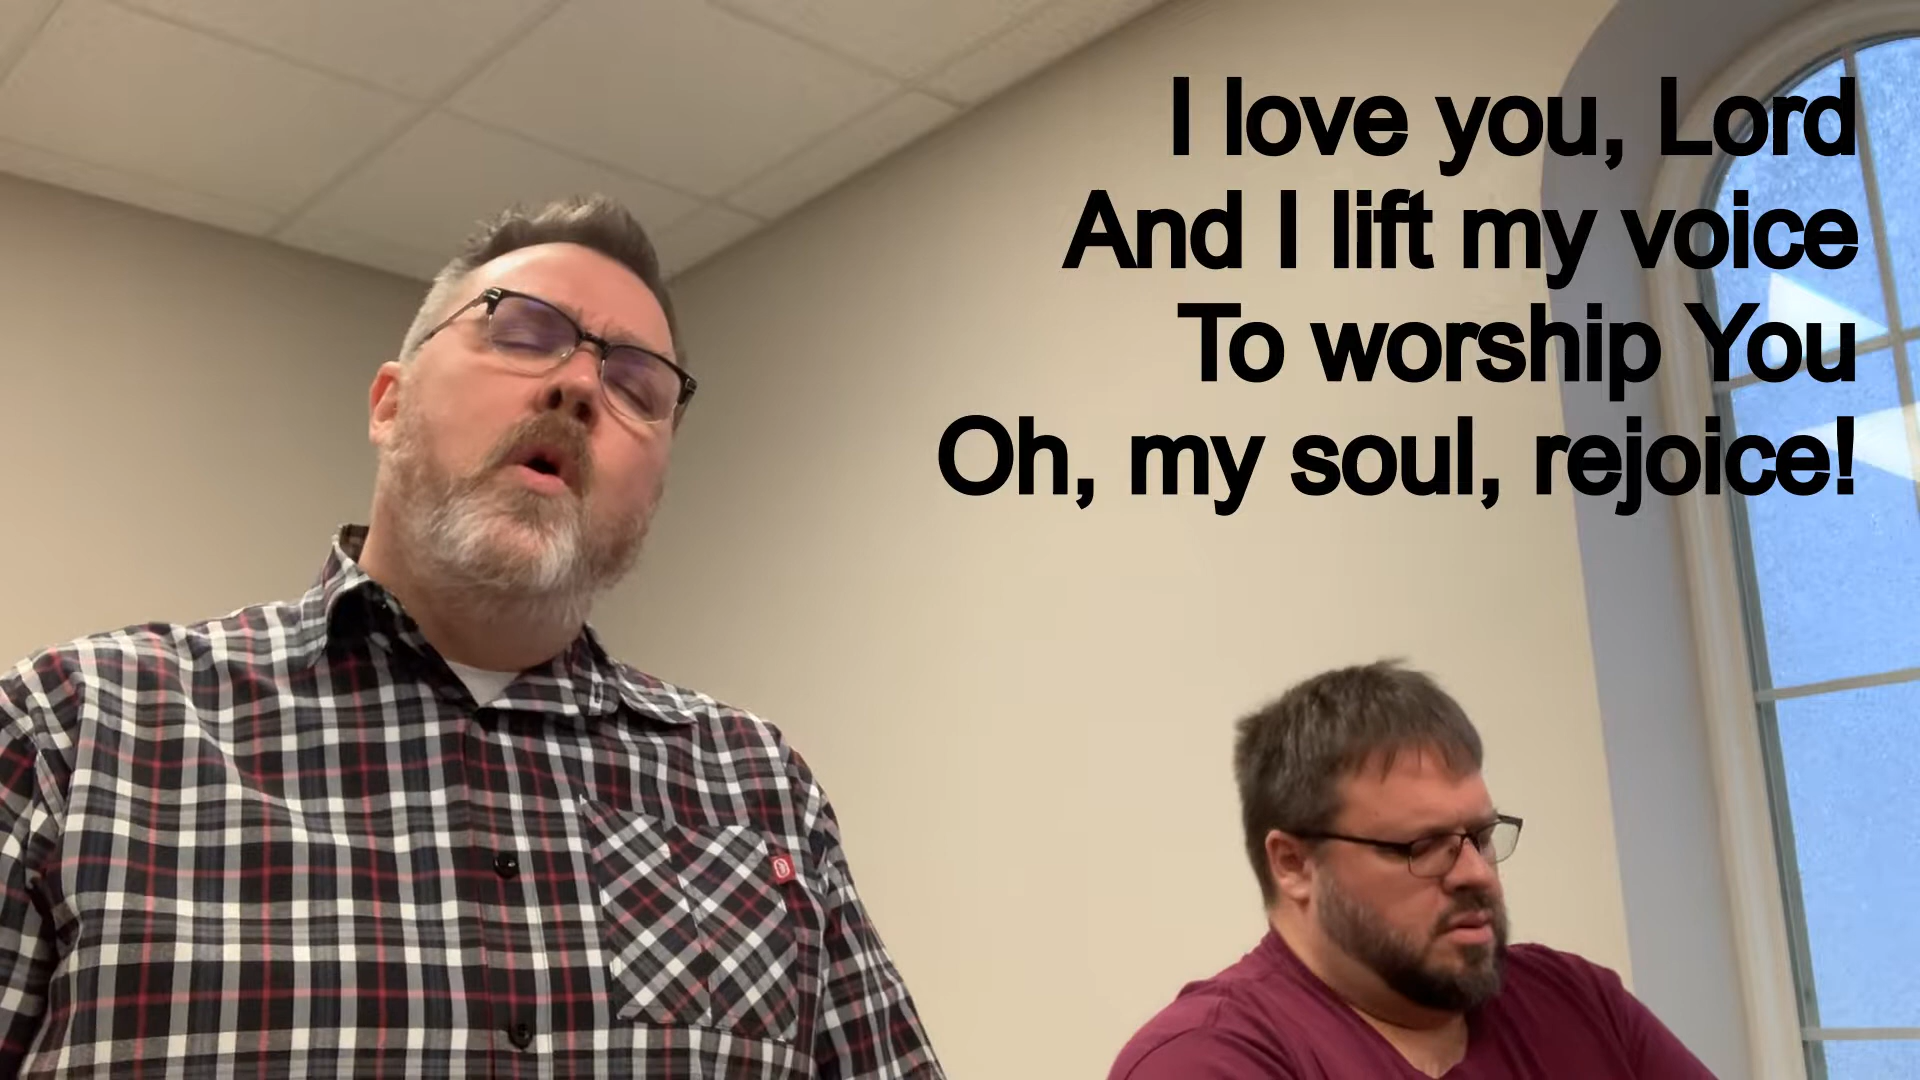 I love you, Lord
And I lift my voice
To worship You
Oh, my soul, rejoice!